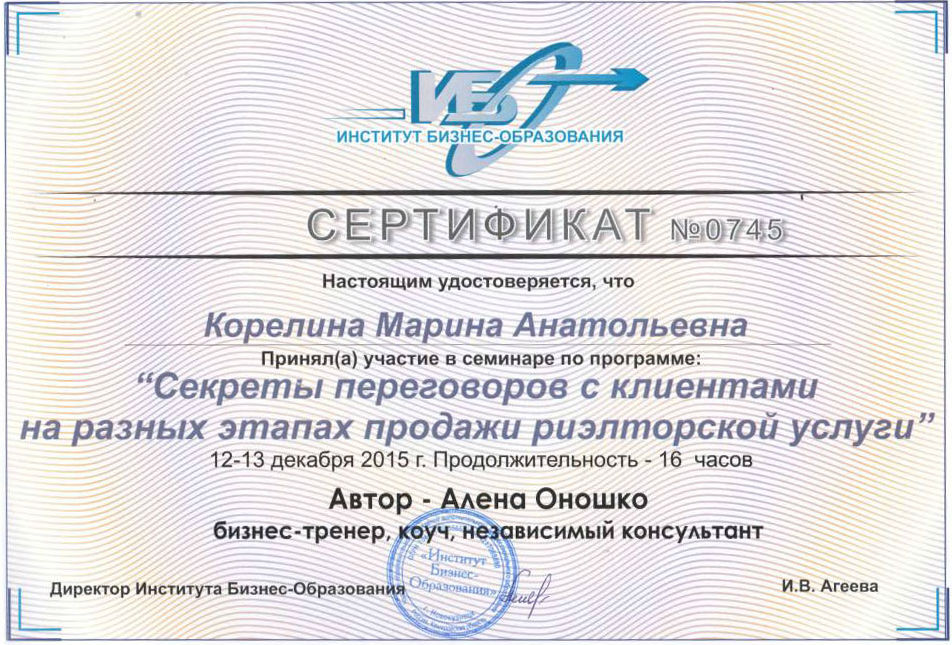 ИБО
ИНСТИТУТ БИЗНЕС-ОБРАЗОВАНИЯ
СЕРТИФИКАТ №0745
Настоящим удостоверяется, что
Корелина Марина Анатольевна
Принял(а) участие в семинаре по программе:
“Секреты переговоров с клиентами
на разных этапах продажи риэлторской услуги”
12-13 декабря 2015 г. Продолжительность - 16 часов
Автор - Алена Оношко
бизнес-тренер, коуч, независимый консультант
«Институт
Бизнес-
Образования»
г. Новокузнецк
Директор Института Бизнес-Образования
И.В. Агеева